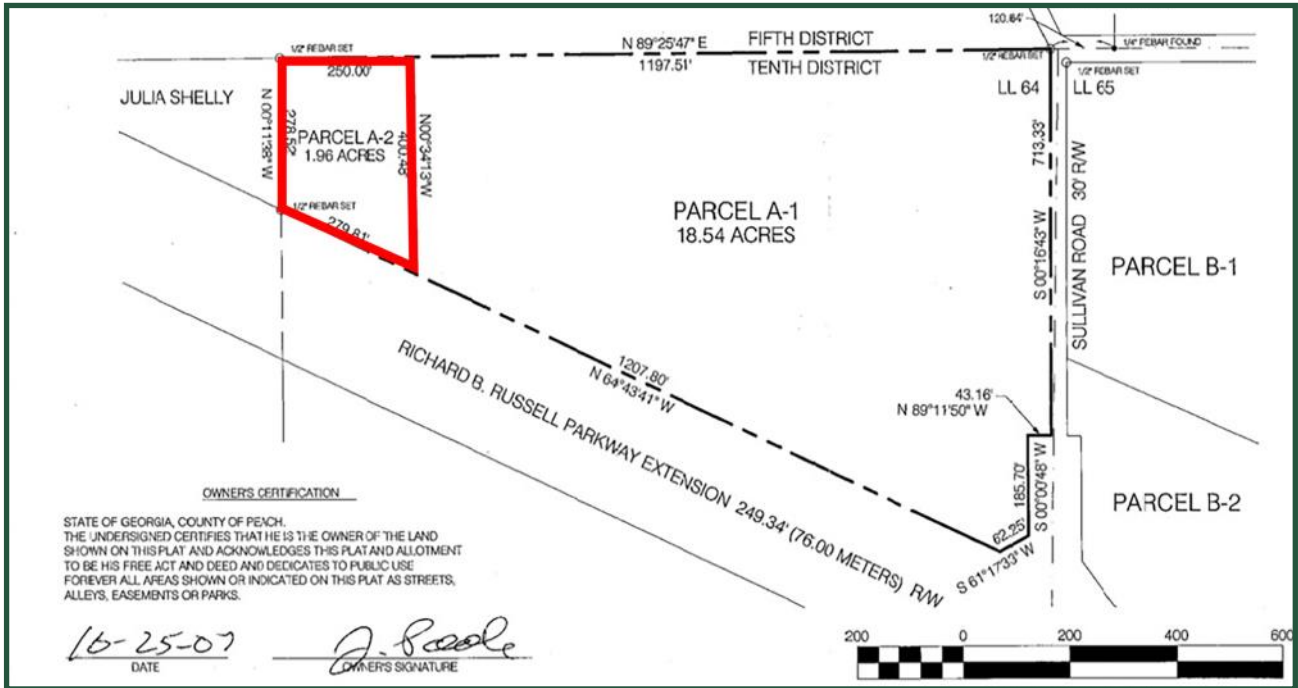 120.64'
N 89°25'47" E
FIFTH DISTRICT
1/2" REBAR SET
1/4" REBAR FOUND
1197.51'
TENTH DISTRICT
1/2" REBAR SET
1/2" REBAR SET
250.00'
JULIA SHELLY
LL 64
LL 65
N 00°11'38" W
278.52'
PARCEL A-2
1.96 ACRES
400.48'
N00°34'13"W
713.33'
S 00°16'43" W
SULLIVAN ROAD 30' R/W
1/2" REBAR SET
279.81'
PARCEL A-1
18.54 ACRES
PARCEL B-1
1207.80'
N 64°43'41" W
43.16'
N 89°11'50" W
RICHARD B. RUSSELL PARKWAY EXTENSION 249.34' (76.00 METERS) R/W
185.70'
S 00°00'48" W
62.25'
S 61°17'33" W
PARCEL B-2
OWNER'S CERTIFICATION
STATE OF GEORGIA, COUNTY OF PEACH.
THE UNDERSIGNED CERTIFIES THAT HE IS THE OWNER OF THE LAND
SHOWN ON THIS PLAT AND ACKNOWLEDGES THIS PLAT AND ALLOTMENT
TO BE HIS FREE ACT AND DEED AND DEDICATES TO PUBLIC USE
FOREVER ALL AREAS SHOWN OR INDICATED ON THIS PLAT AS STREETS,
ALLEYS, EASEMENTS OR PARKS.
10-25-07
DATE
OWNER'S SIGNATURE
200 0 200 400 600